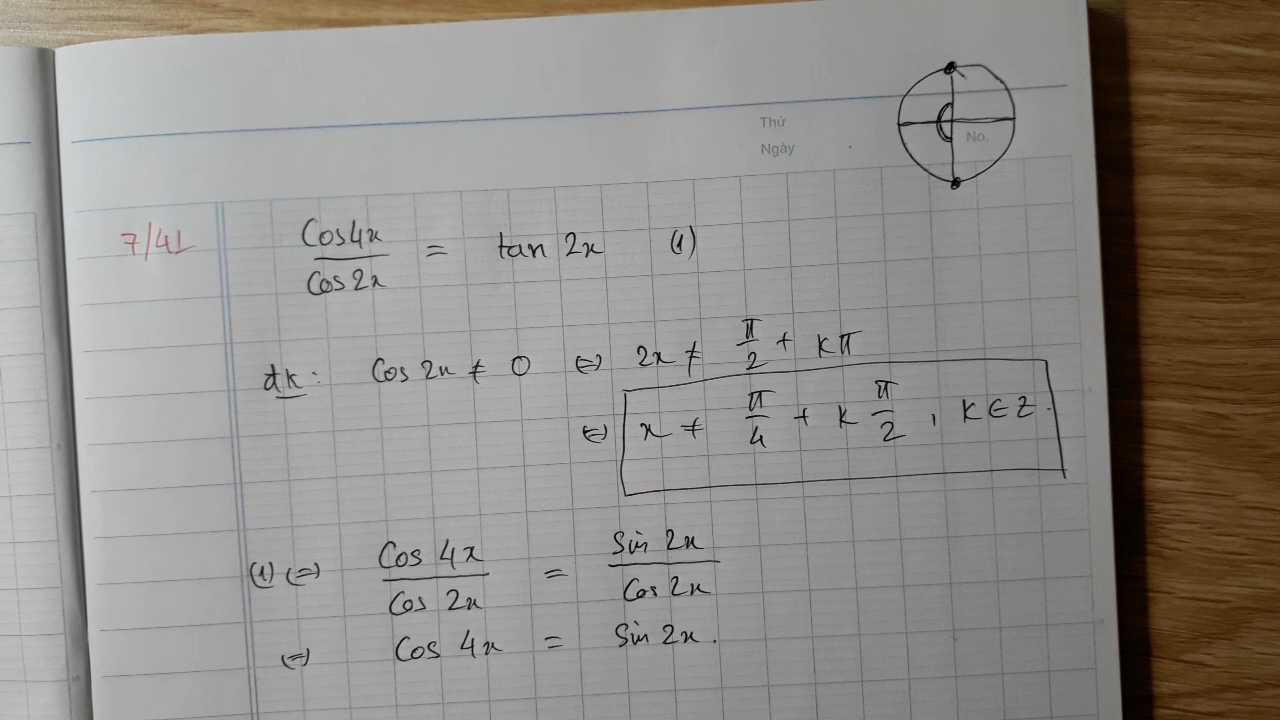 Thứ
Ngày
No.
7/41
Cos4x / Cos2x = tan 2x (1)
đk: Cos 2x ≠ 0 ⇔ 2x ≠ π/2 + kπ
⇔ x ≠ π/4 + k π/2 , k ∈ Z.
(1) ⇔ Cos 4x / Cos 2x = Sin 2x / Cos 2x
⇔ Cos 4x = Sin 2x.